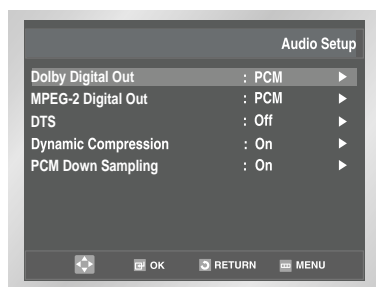 Audio Setup
Dolby Digital Out : PCM ►
MPEG-2 Digital Out : PCM ►
DTS : Off ►
Dynamic Compression : On ►
PCM Down Sampling : On ►
OK RETURN MENU